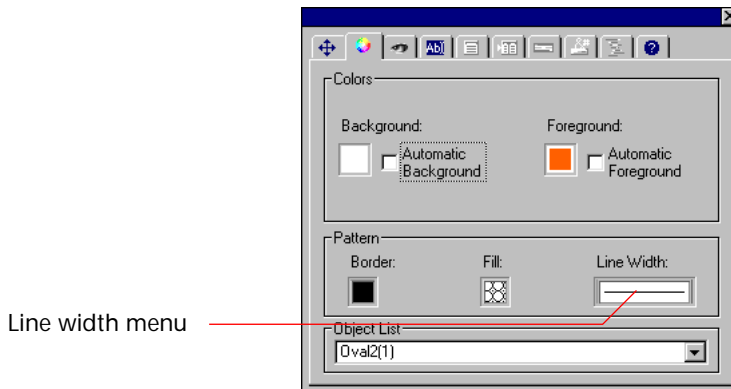 AbI
#
?
Colors
Background:
Foreground:
Automatic
Background
Automatic
Foreground
Pattern
Border:
Fill:
Line Width:
Line width menu
Object List
Oval2(1)